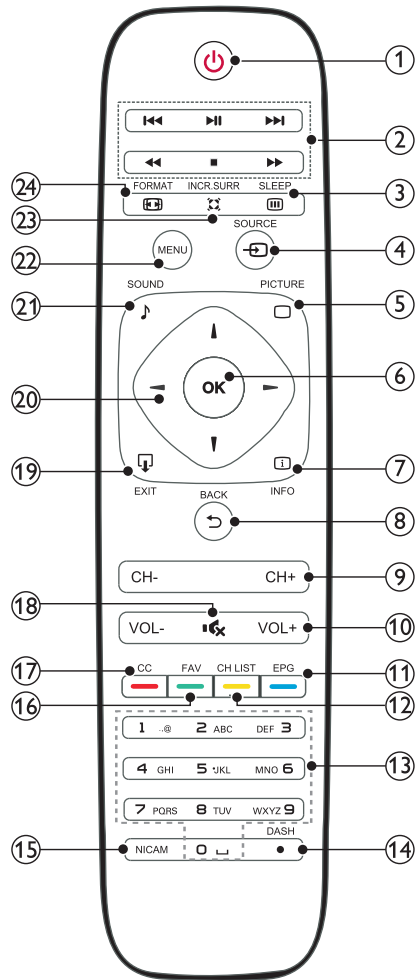 1
2
24 FORMAT INCR.SURR SLEEP 3
23
SOURCE
22 MENU 4
SOUND PICTURE
21 5
20 OK 6
19 7
EXIT BACK INFO
8
CH- CH+ 9
18
VOL- VOL+ 10
17 CC FAV CH LIST EPG 11
16 12
1 .@ 2 ABC DEF 3
4 GHI 5 JKL MNO 6 13
7 PQRS 8 TUV WXYZ 9
DASH
15 NICAM 0 14